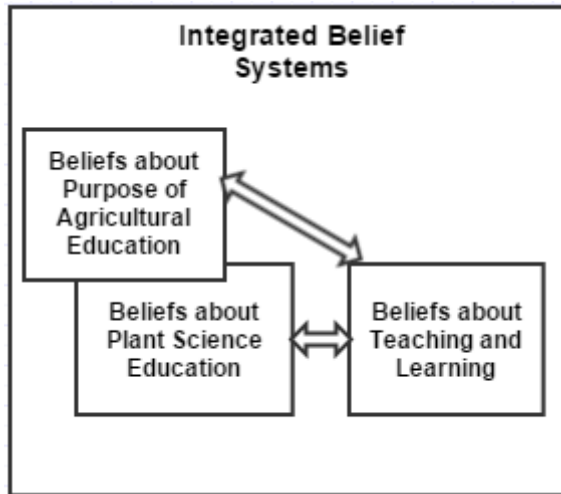 Integrated Belief
Systems
Beliefs about
Purpose of
Agricultural
Education
Beliefs about
Plant Science
Education
Beliefs about
Teaching and
Learning